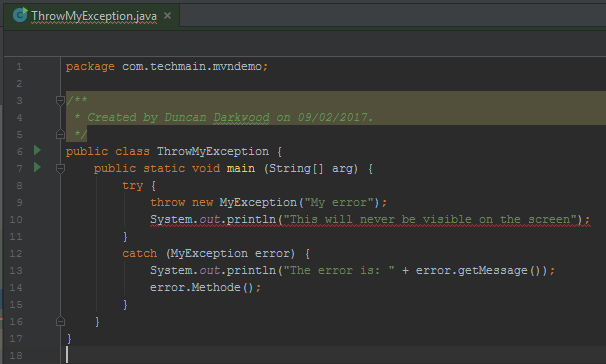 ThrowMyException.java ×
1 package com.techmain.mvndemo;
2
3 /**
4 * Created by Duncan Darkwood on 09/02/2017.
5 */
6 public class ThrowMyException {
7 public static void main (String[] arg) {
8 try {
9 throw new MyException("My error");
10 System.out.println("This will never be visible on the screen");
11 }
12 catch (MyException error) {
13 System.out.println("The error is: " + error.getMessage());
14 error.Methode();
15 }
16 }
17 }
18